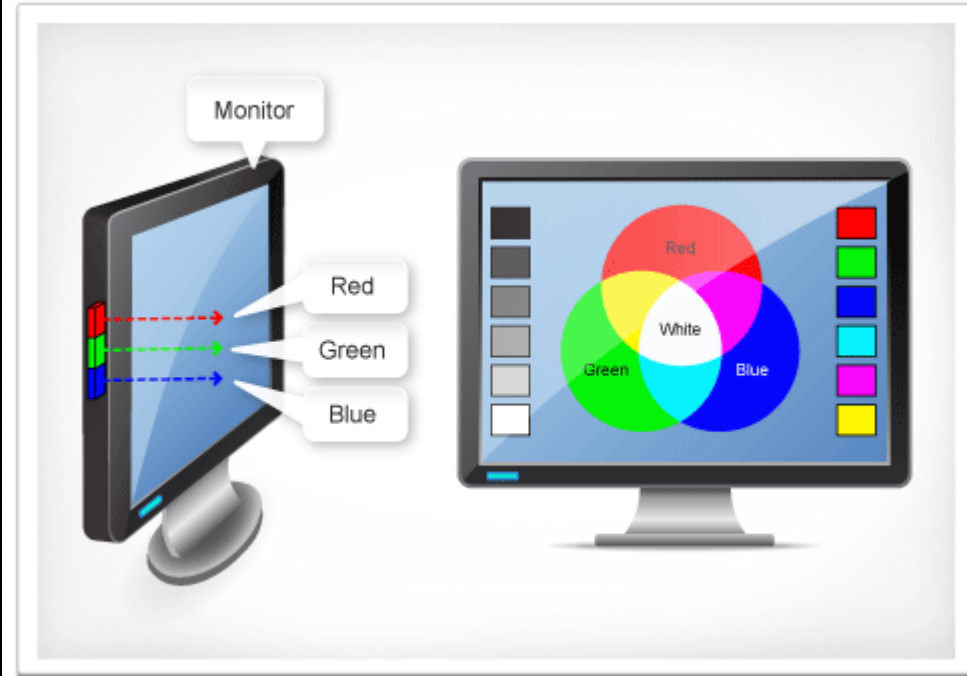 Monitor
Red
Green
Blue
Red
White
Green
Blue